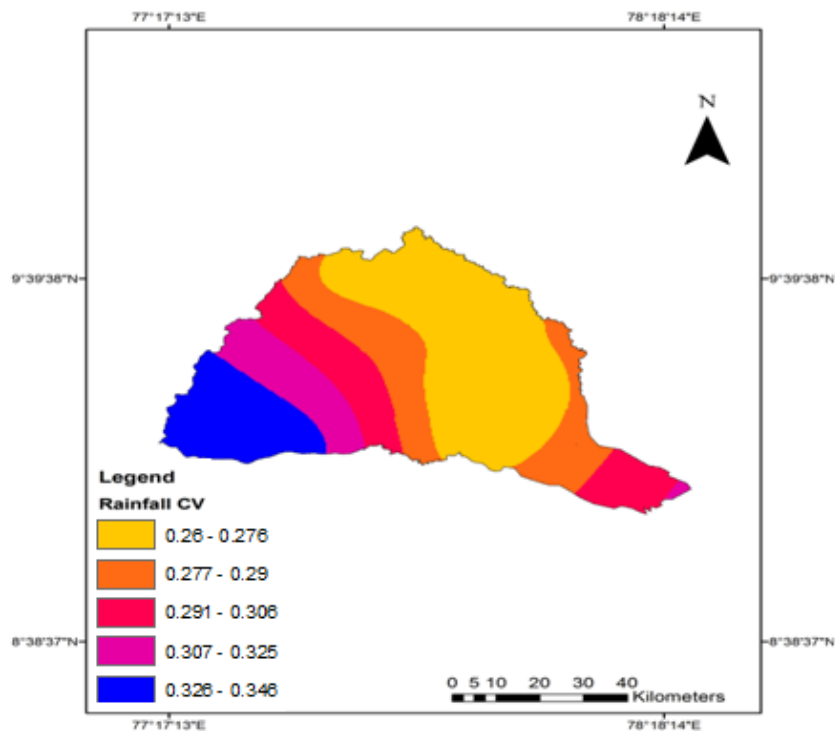 77°17'13"E 78°18'14"E
N
9°39'38"N 9°39'38"N
Legend
Rainfall CV
0.26 - 0.276
0.277 - 0.29
0.291 - 0.306
0.307 - 0.325
0.326 - 0.346
8°38'37"N 8°38'37"N
0 5 10 20 30 40
Kilometers
77°17'13"E 78°18'14"E